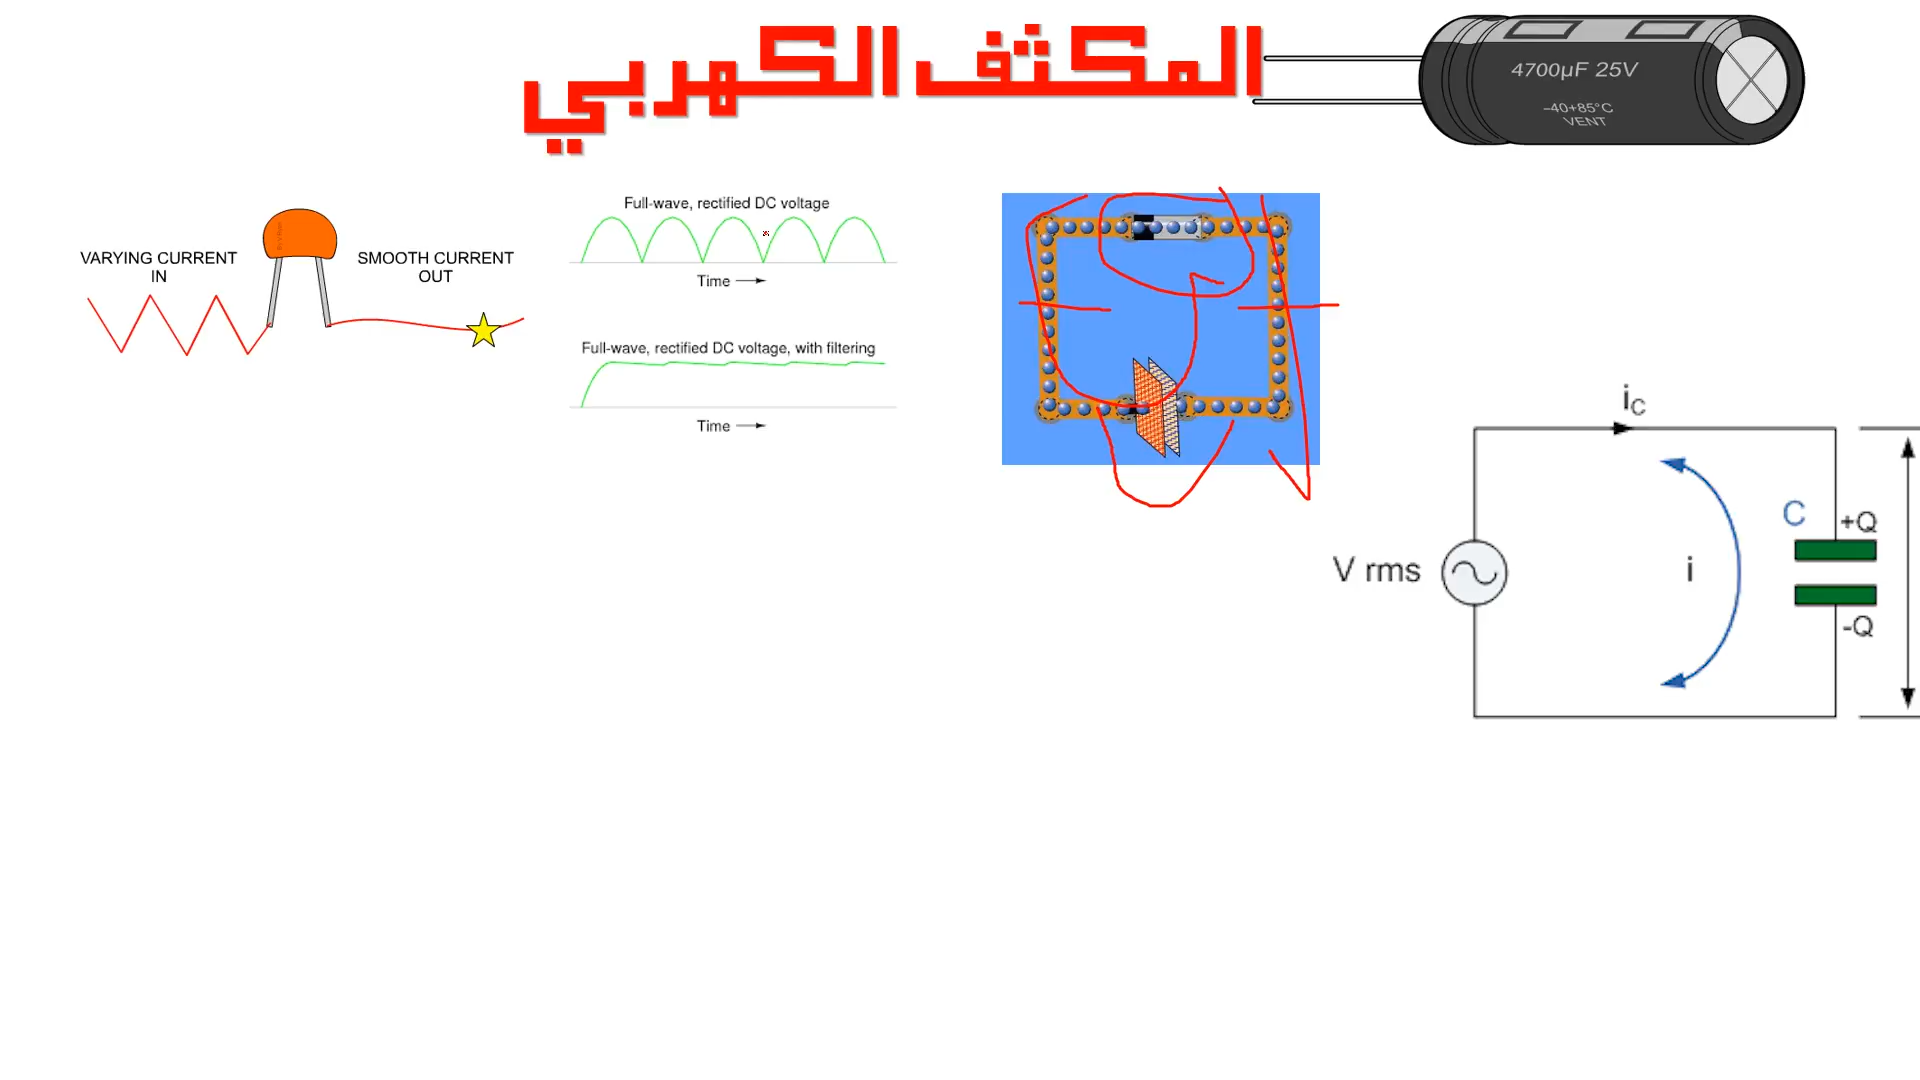 المكثف الكهربي
4700µF 25V
-40+85°C
VENT
VARYING CURRENT
IN
SMOOTH CURRENT
OUT
Full-wave, rectified DC voltage
Time
Full-wave, rectified DC voltage, with filtering
Time
iC
C
+Q
V rms
i
-Q